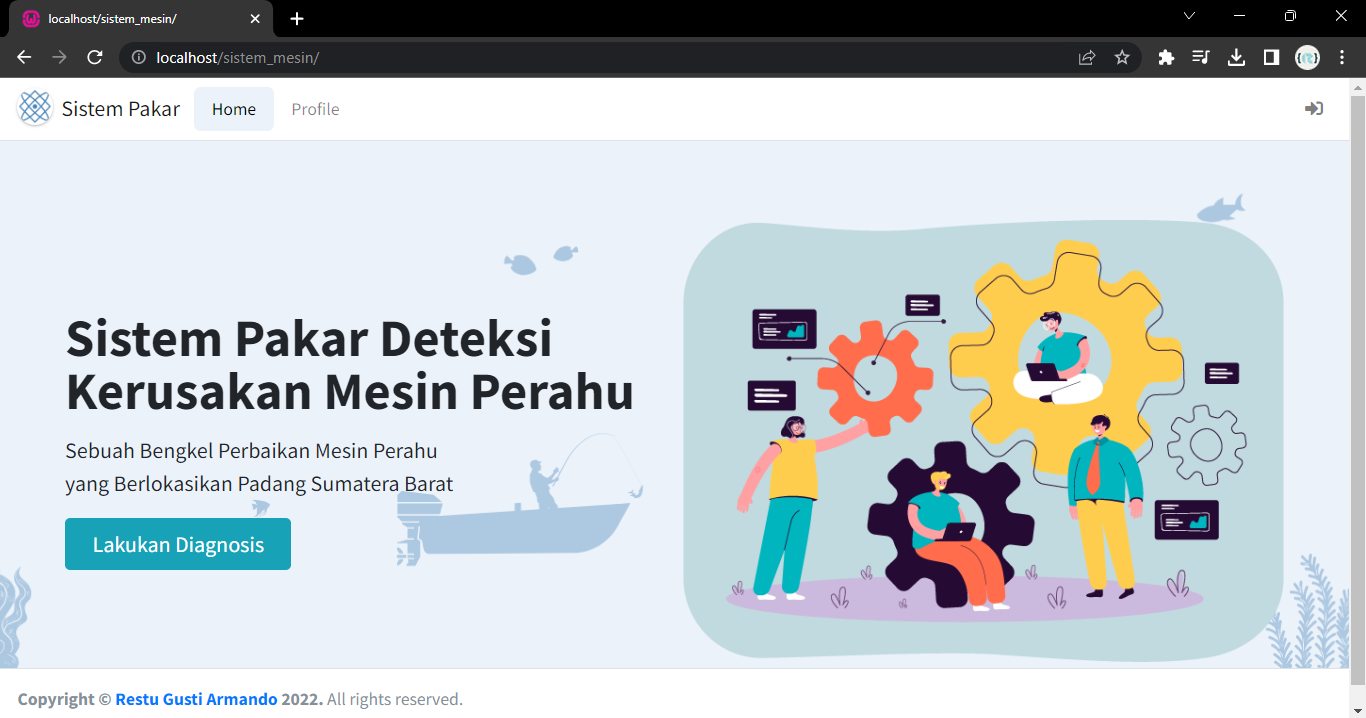 localhost/sistem_mesin/
localhost/sistem_mesin/
Sistem Pakar Home Profile
Sistem Pakar Deteksi
Kerusakan Mesin Perahu
Sebuah Bengkel Perbaikan Mesin Perahu
yang Berlokasikan Padang Sumatera Barat
Lakukan Diagnosis
Copyright © Restu Gusti Armando 2022. All rights reserved.